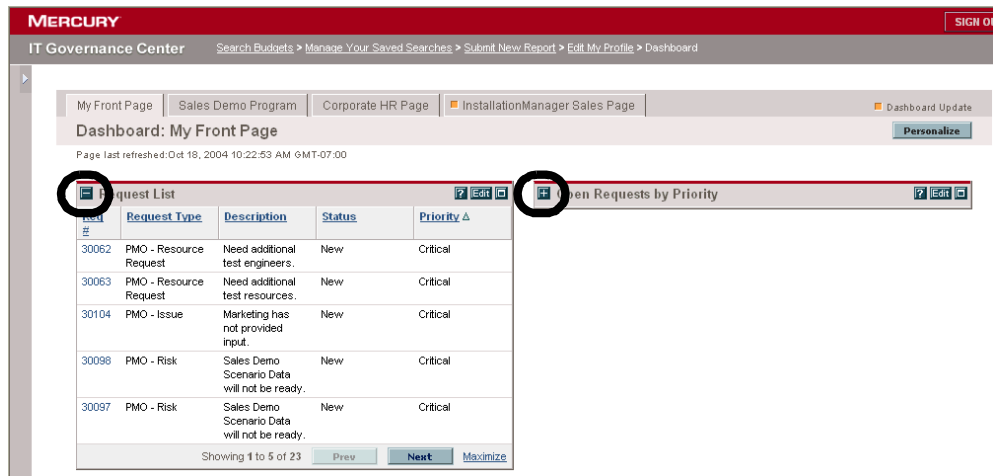 MERCURY
SIGN O
IT Governance Center
Search Budgets > Manage Your Saved Searches > Submit New Report > Edit My Profile > Dashboard
My Front Page
Sales Demo Program
Corporate HR Page
InstallationManager Sales Page
Dashboard Update
Dashboard: My Front Page
Personalize
Page last refreshed:Oct 18, 2004 10:22:53 AM GMT-07:00
Request List
? Edit
Open Requests by Priority
? Edit
Req # Request Type Description Status Priority
30062 PMO - Resource Request Need additional test engineers. New Critical
30063 PMO - Resource Request Need additional test resources. New Critical
30104 PMO - Issue Marketing has not provided input. New Critical
30098 PMO - Risk Sales Demo Scenario Data will not be ready. New Critical
30097 PMO - Risk Sales Demo Scenario Data will not be ready. New Critical
Showing 1 to 5 of 23 Prev Next Maximize